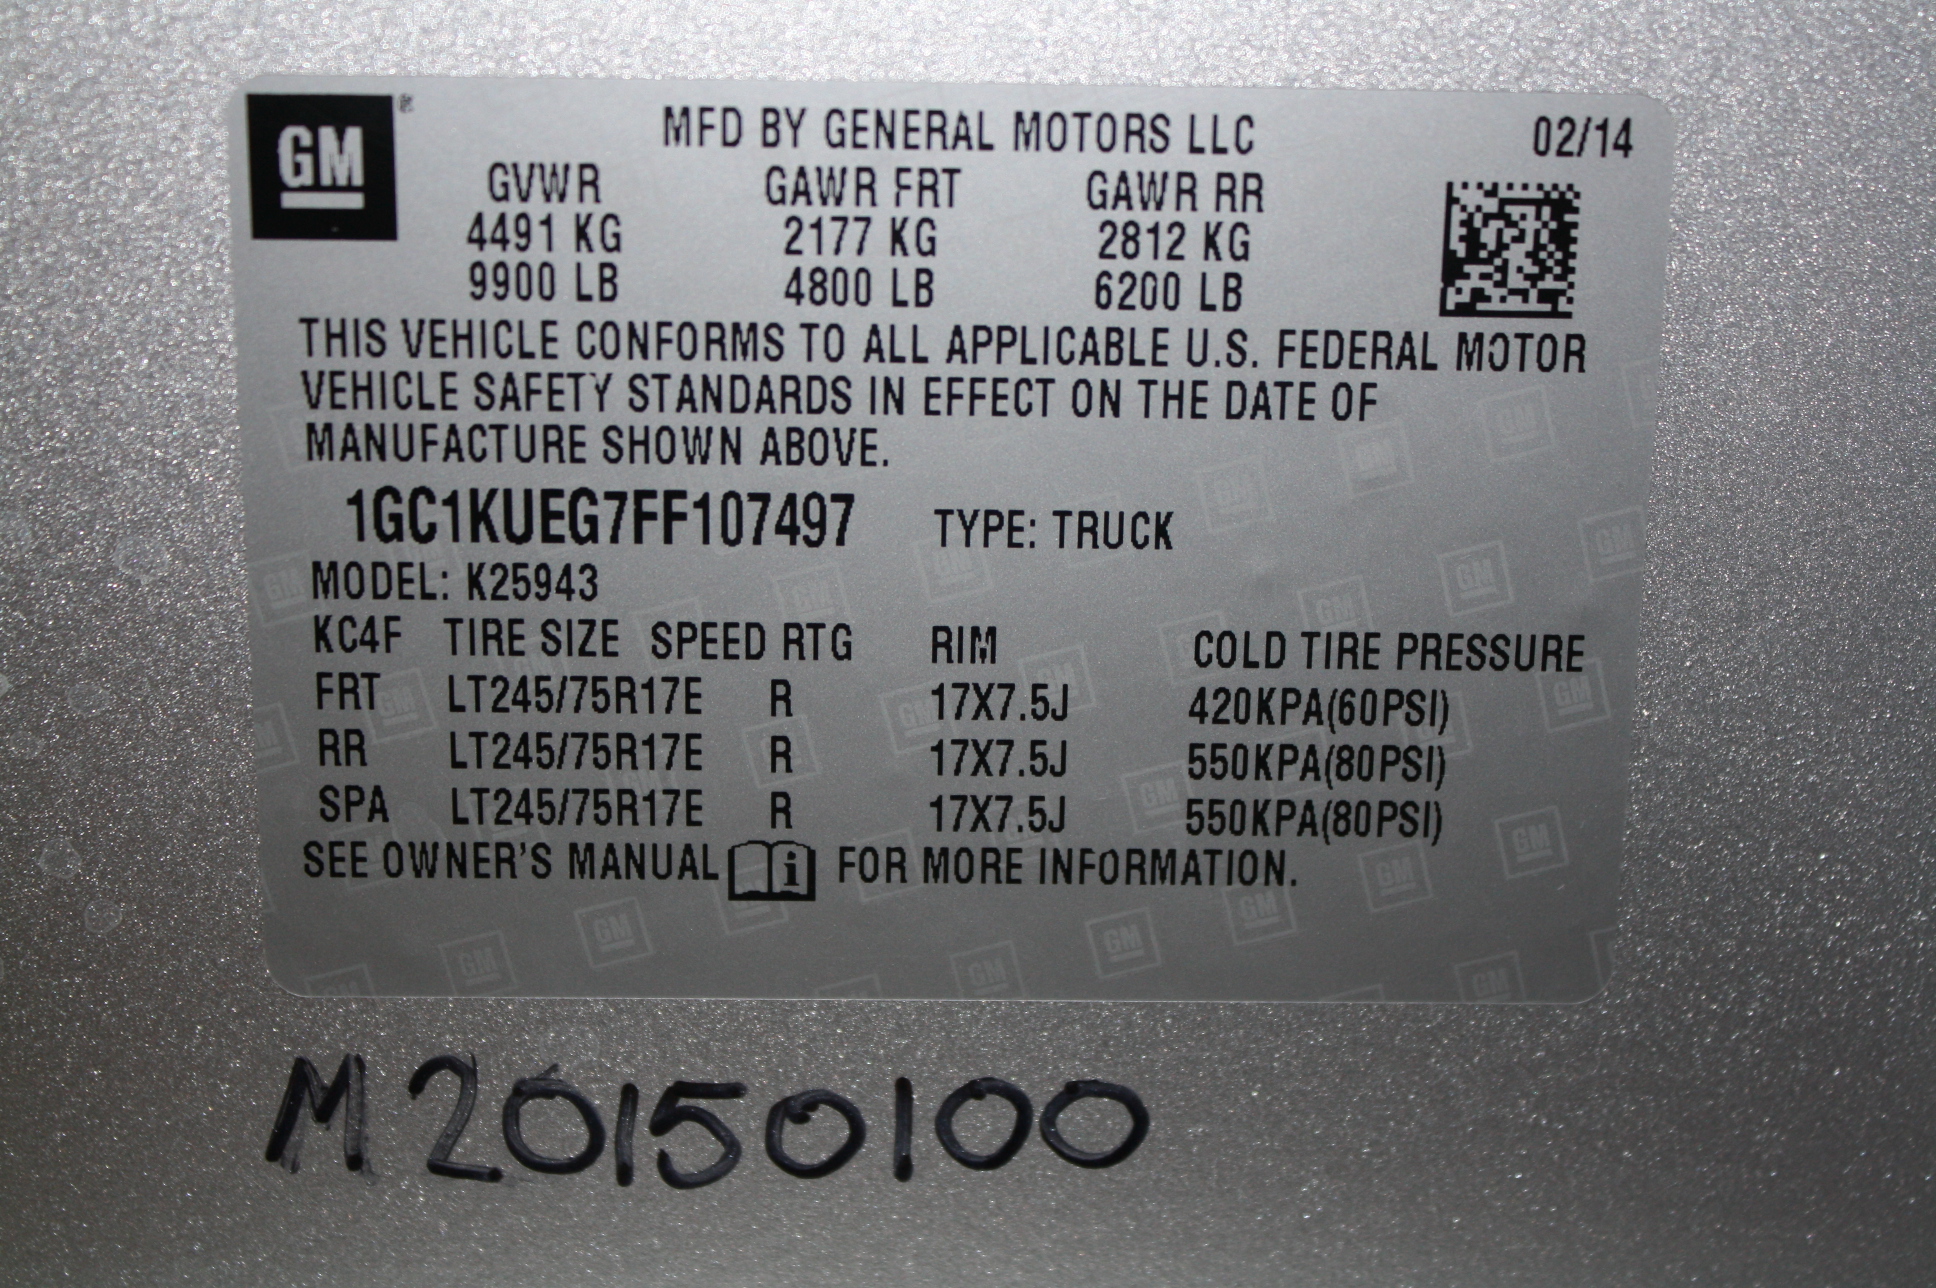 GM®
MFD BY GENERAL MOTORS LLC 02/14
GVWR GAWR FRT GAWR RR
4491 KG 2177 KG 2812 KG
9900 LB 4800 LB 6200 LB
THIS VEHICLE CONFORMS TO ALL APPLICABLE U.S. FEDERAL MOTOR
VEHICLE SAFETY STANDARDS IN EFFECT ON THE DATE OF
MANUFACTURE SHOWN ABOVE.
1GC1KUEG7FF107497 TYPE: TRUCK
MODEL: K25943
KC4F TIRE SIZE SPEED RTG RIM COLD TIRE PRESSURE
FRT LT245/75R17E R 17X7.5J 420KPA(60PSI)
RR LT245/75R17E R 17X7.5J 550KPA(80PSI)
SPA LT245/75R17E R 17X7.5J 550KPA(80PSI)
SEE OWNER'S MANUAL i FOR MORE INFORMATION.
M20150100